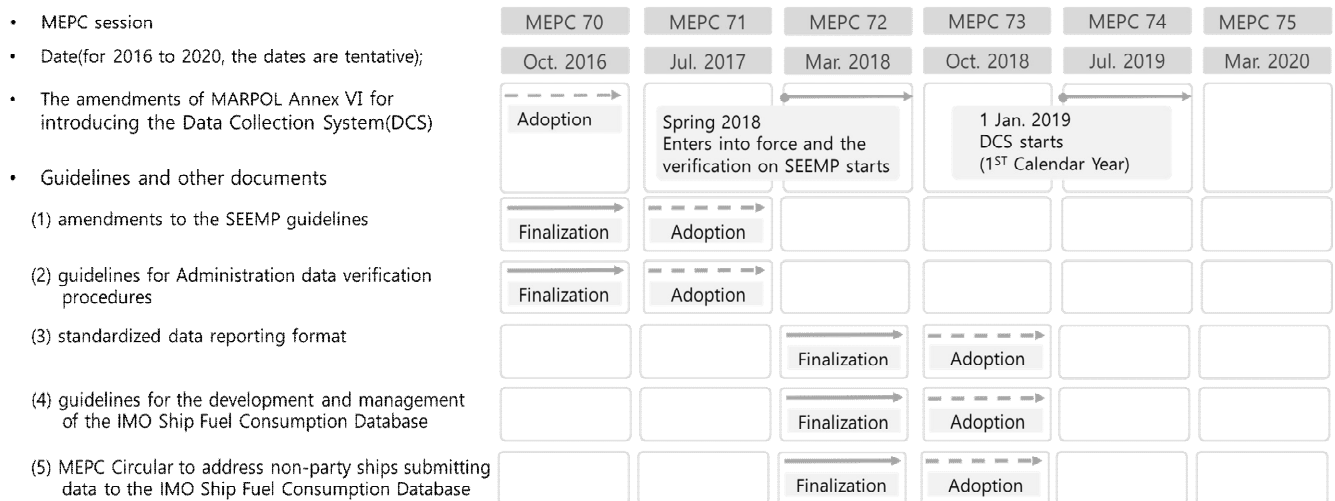 • MEPC session
MEPC 70 MEPC 71 MEPC 72 MEPC 73 MEPC 74 MEPC 75
• Date(for 2016 to 2020, the dates are tentative);
Oct. 2016 Jul. 2017 Mar. 2018 Oct. 2018 Jul. 2019 Mar. 2020
• The amendments of MARPOL Annex VI for
introducing the Data Collection System(DCS)
Adoption
Spring 2018
Enters into force and the
verification on SEEMP starts
1 Jan. 2019
DCS starts
(1ST Calendar Year)
• Guidelines and other documents
(1) amendments to the SEEMP guidelines
Finalization Adoption
(2) guidelines for Administration data verification
procedures
Finalization Adoption
(3) standardized data reporting format
Finalization Adoption
(4) guidelines for the development and management
of the IMO Ship Fuel Consumption Database
Finalization Adoption
(5) MEPC Circular to address non-party ships submitting
data to the IMO Ship Fuel Consumption Database
Finalization Adoption